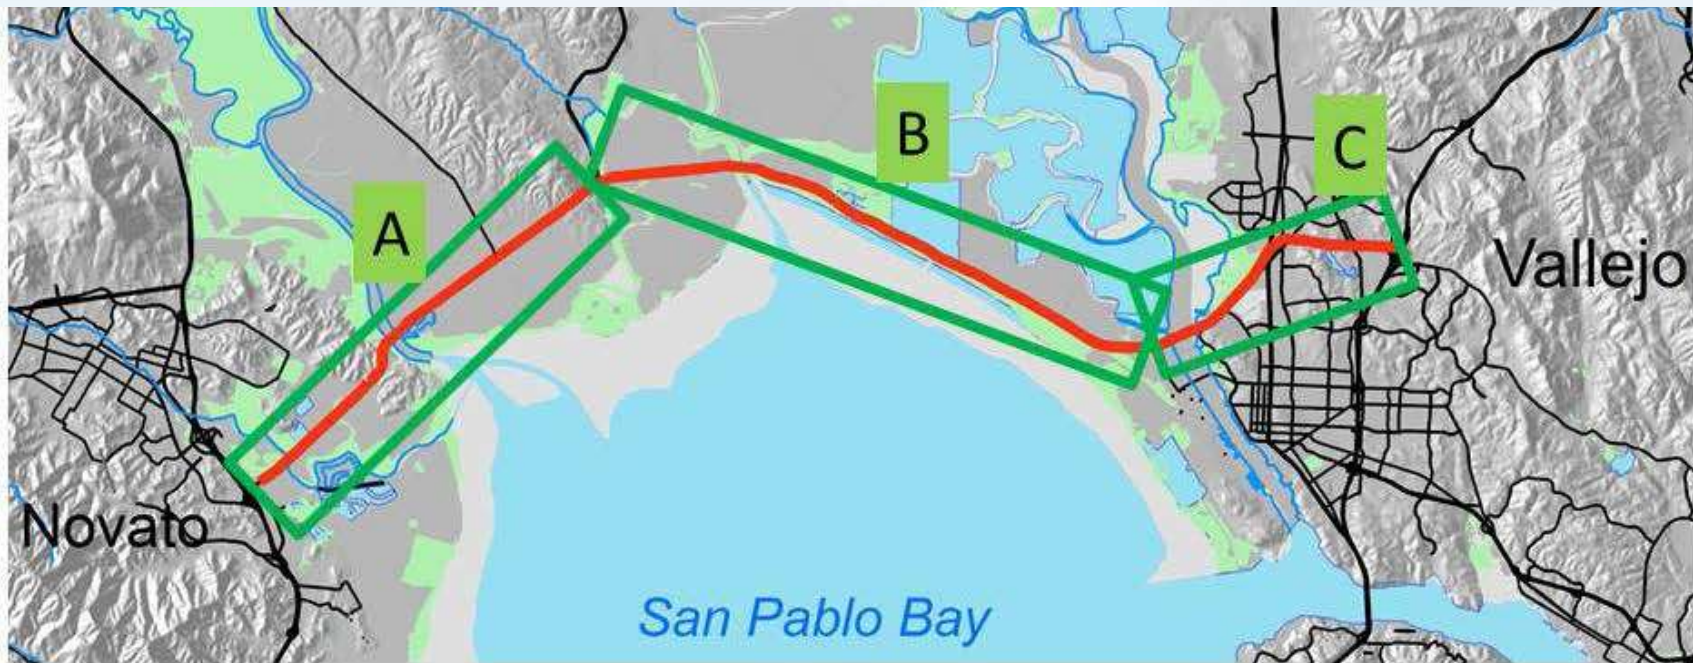 B
C
A
Vallejo
Novato
San Pablo Bay